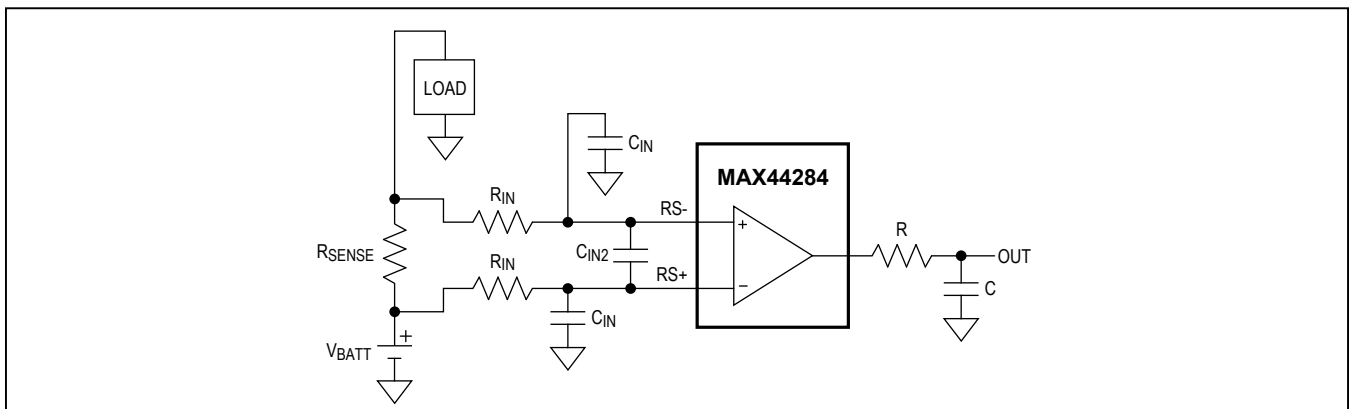 LOAD
CIN
MAX44284
RIN
RS-
+
R
RSENSE
CIN2
OUT
RIN
RS+
−
C
CIN
VBATT
+